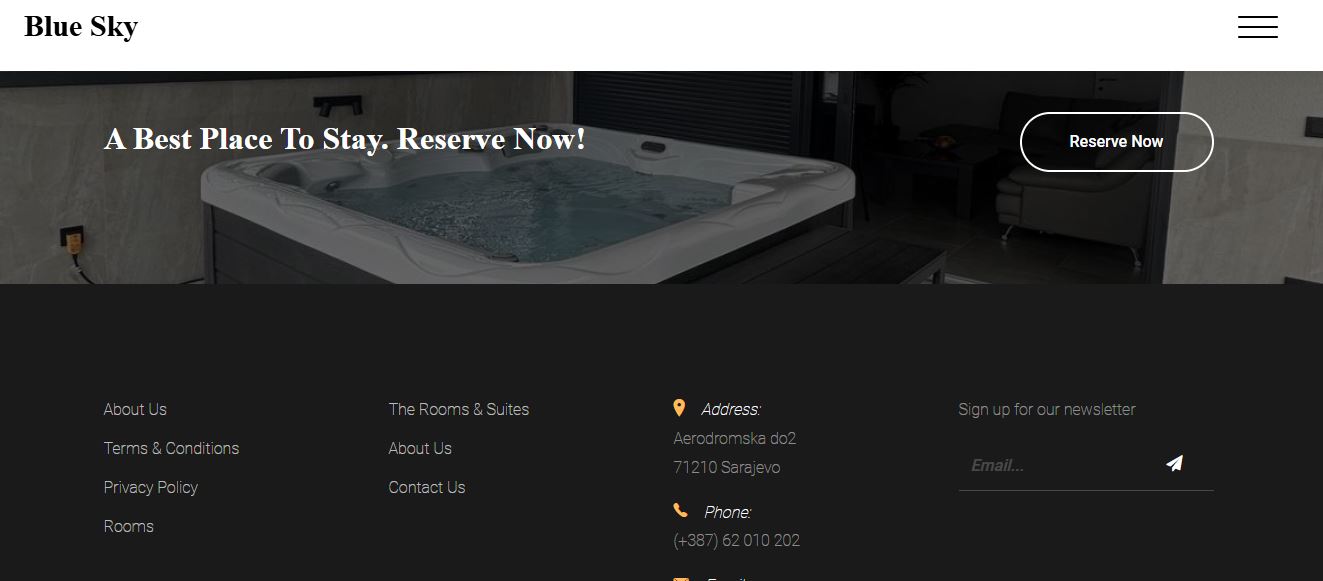 Blue Sky
A Best Place To Stay. Reserve Now!
Reserve Now
About Us
Terms & Conditions
Privacy Policy
Rooms
The Rooms & Suites
About Us
Contact Us
Address:
Aerodromska do2
71210 Sarajevo
Phone:
(+387) 62 010 202
Sign up for our newsletter
Email...